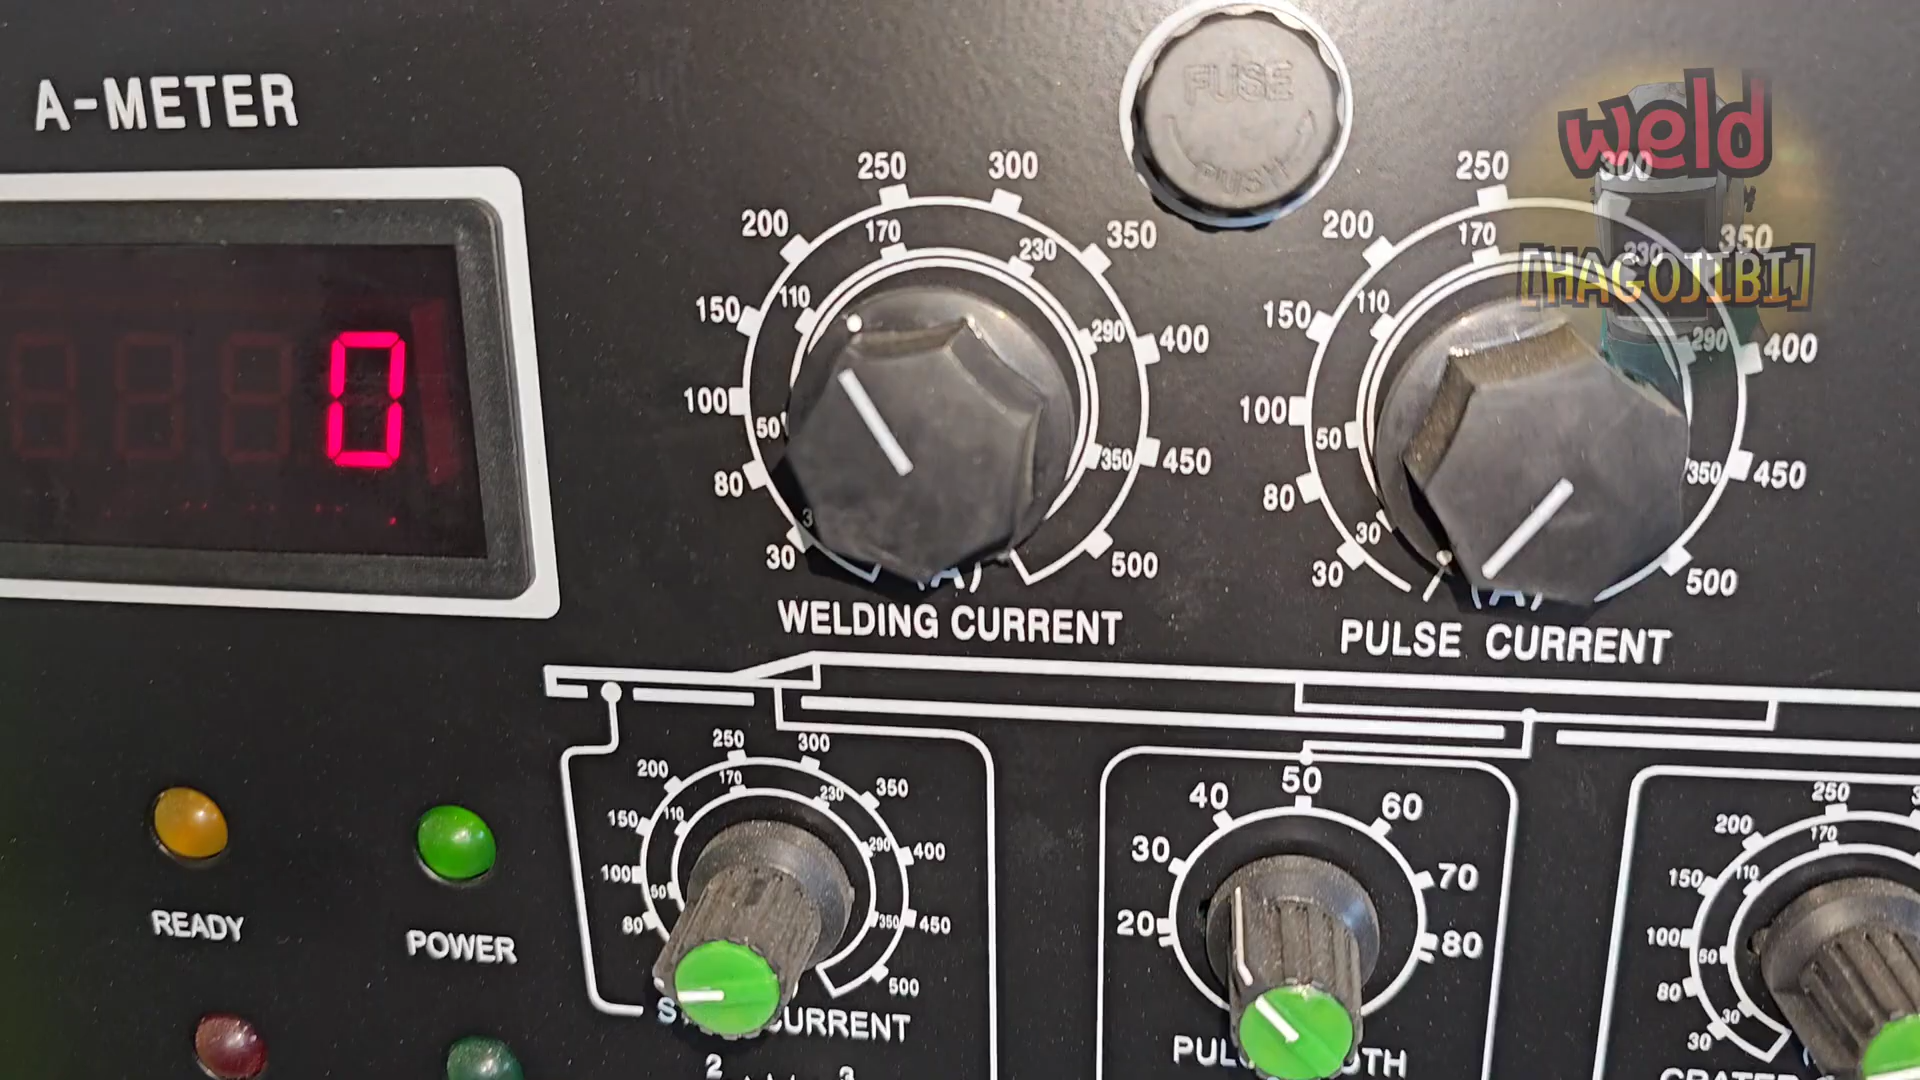 A-METER
0
FUSE
PUSH
weld
[HAGOJIBI]
30 80 100 150 200 250 300 350 400 450 500
50 110 170 230 290 350
(A)
WELDING CURRENT
30 80 100 150 200 250 300 350 400 450 500
30 50 110 170 230 290 350
(A)
PULSE CURRENT
READY
POWER
80 100 150 200 250 300 350 400 450 500
50 110 170 230 290 350
CURRENT
2 3
20 30 40 50 60 70 80
30 80 100 150 200 250
30 50 110 170